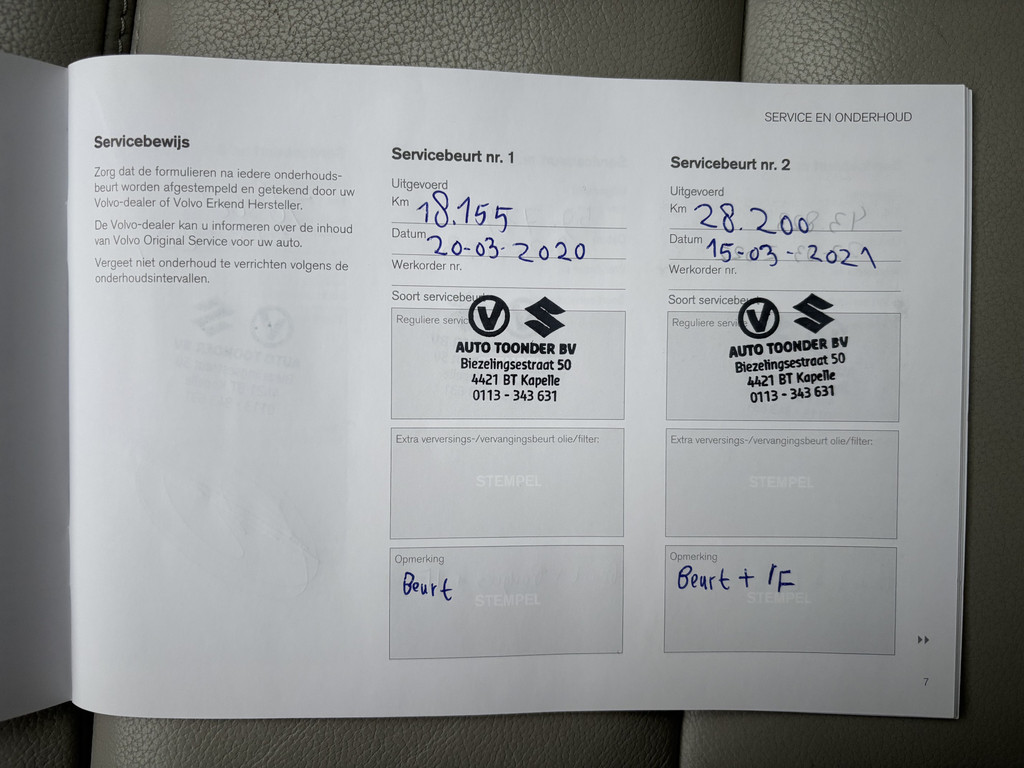 SERVICE EN ONDERHOUD
Servicebewijs
Zorg dat de formulieren na iedere onderhouds-
beurt worden afgestempeld en getekend door uw
Volvo-dealer of Volvo Erkend Hersteller.
De Volvo-dealer kan u informeren over de inhoud
van Volvo Original Service voor uw auto.
Vergeet niet onderhoud te verrichten volgens de
onderhoudsintervallen.
Servicebeurt nr. 1
Uitgevoerd
Km 18.155
Datum 20-03-2020
Werkorder nr.
Soort servicebeurt
Reguliere servic
AUTO TOONDER BV
Biezelingsestraat 50
4421 BT Kapelle
0113 - 343 631
Extra verversings-/vervangingsbeurt olie/filter:
STEMPEL
Opmerking
Beurt
STEMPEL
Servicebeurt nr. 2
Uitgevoerd
Km 28.200
Datum 15-03-2021
Werkorder nr.
Soort servicebe
Reguliere servi
AUTO TOONDER BV
Biezelingsestraat 50
4421 BT Kapelle
0113 - 343 631
Extra verversings-/vervangingsbeurt olie/filter:
STEMPEL
Opmerking
Beurt + IF
STEMPEL
7